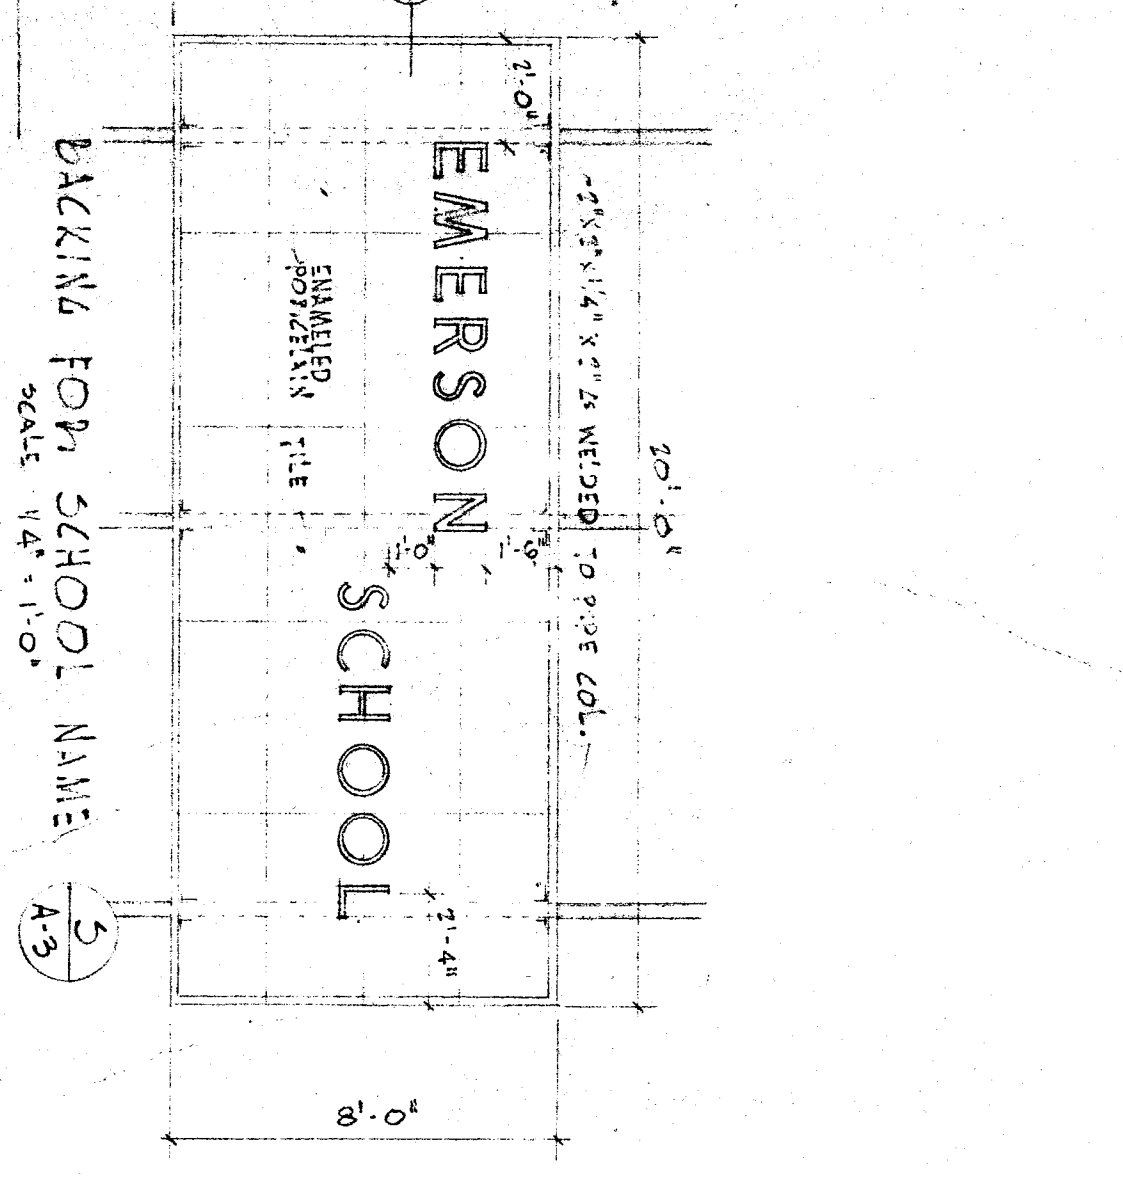 20'-0"
-2"x2"x1/4" x 2" Ls WELDED TO PIPE COL.
2'-0"
EMERSON
1'-6"
1'-0"
SCHOOL
2'-4"
ENAMELED
PORCELAIN TILE
8'-0"
BACKING FOR SCHOOL NAME
SCALE 1/4" = 1'-0"
5
A-3